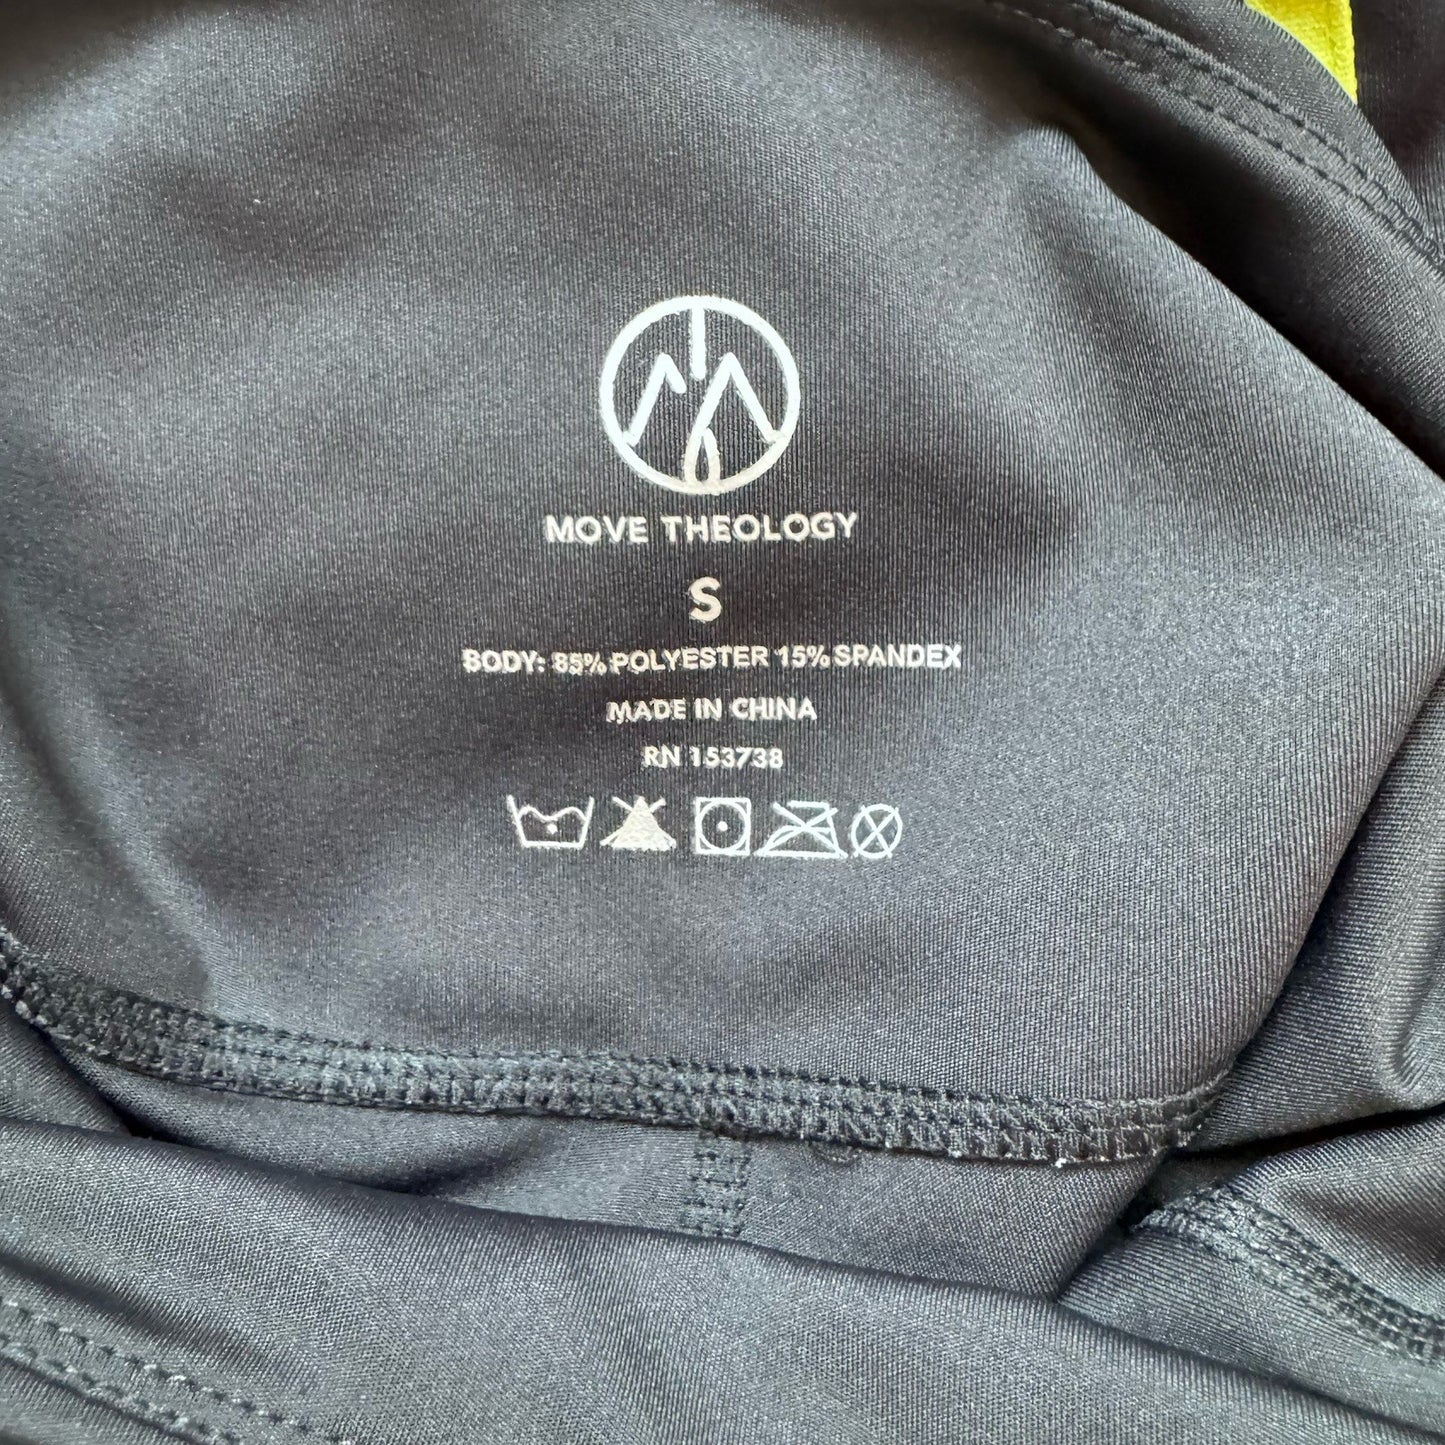 MOVE THEOLOGY
S
BODY: 85% POLYESTER 15% SPANDEX
MADE IN CHINA
RN 153738